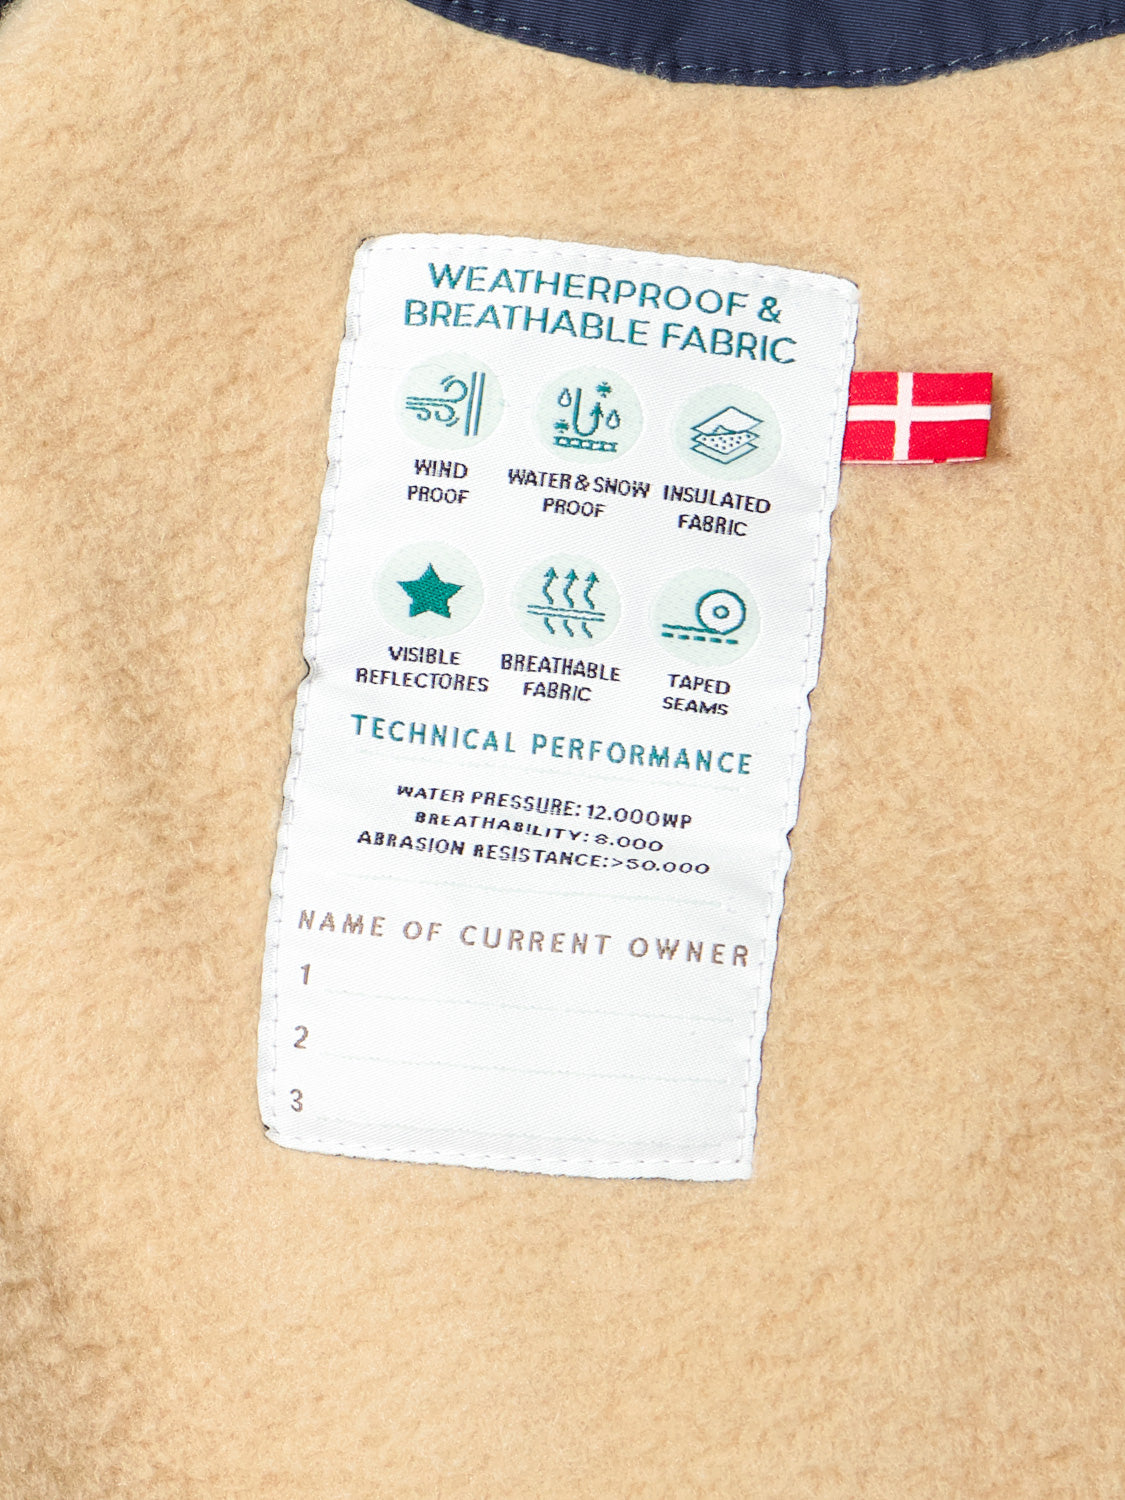 WEATHERPROOF &
BREATHABLE FABRIC
WIND
PROOF
WATER & SNOW
PROOF
INSULATED
FABRIC
VISIBLE
REFLECTORES
BREATHABLE
FABRIC
TAPED
SEAMS
TECHNICAL PERFORMANCE
WATER PRESSURE: 12.000WP
BREATHABILITY: 8.000
ABRASION RESISTANCE:>50.000
NAME OF CURRENT OWNER
1
2
3